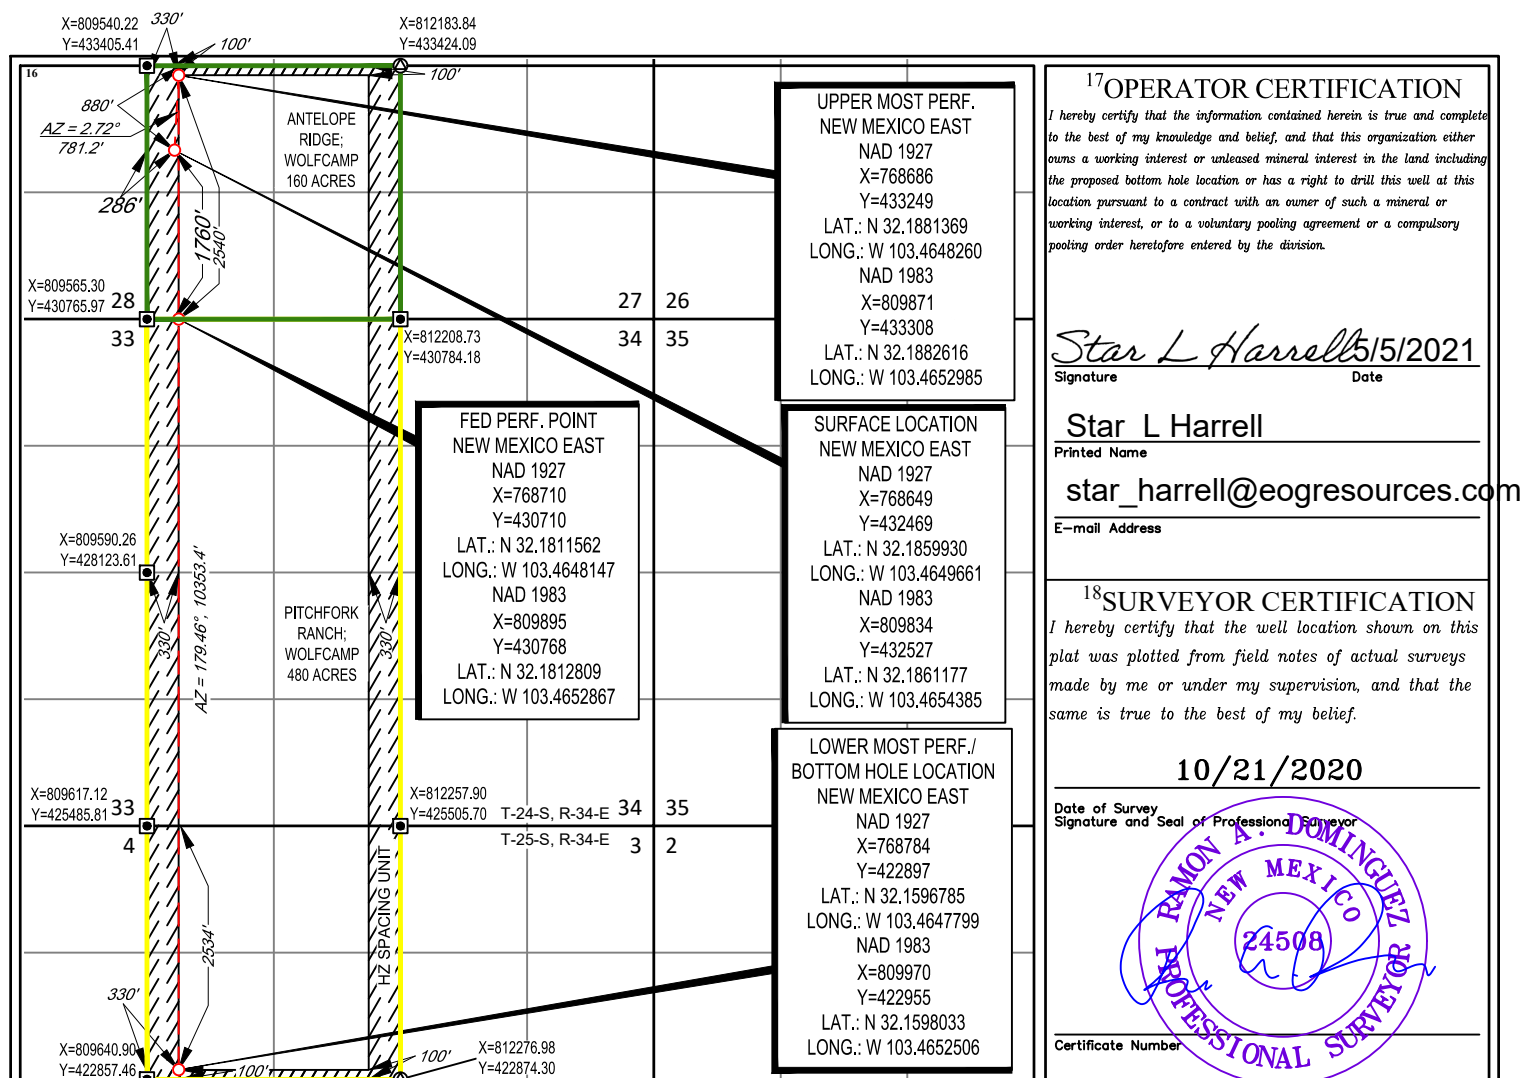 X=809540.22
Y=433405.41
330'
100'
X=812183.84
Y=433424.09
100'
16
880'
AZ = 2.72°
781.2'
286'
1760'
2540'
ANTELOPE
RIDGE;
WOLFCAMP
160 ACRES
X=809565.30
Y=430765.97
28
33
27
26
34
35
X=812208.73
Y=430784.18
UPPER MOST PERF.
NEW MEXICO EAST
NAD 1927
X=768686
Y=433249
LAT.: N 32.1881369
LONG.: W 103.4648260
NAD 1983
X=809871
Y=433308
LAT.: N 32.1882616
LONG.: W 103.4652985
FED PERF. POINT
NEW MEXICO EAST
NAD 1927
X=768710
Y=430710
LAT.: N 32.1811562
LONG.: W 103.4648147
NAD 1983
X=809895
Y=430768
LAT.: N 32.1812809
LONG.: W 103.4652867
SURFACE LOCATION
NEW MEXICO EAST
NAD 1927
X=768649
Y=432469
LAT.: N 32.1859930
LONG.: W 103.4649661
NAD 1983
X=809834
Y=432527
LAT.: N 32.1861177
LONG.: W 103.4654385
X=809590.26
Y=428123.61
330'
AZ = 179.46°, 10353.4'
330'
PITCHFORK
RANCH;
WOLFCAMP
480 ACRES
X=809617.12
Y=425485.81
33
4
X=812257.90
Y=425505.70
T-24-S, R-34-E
T-25-S, R-34-E
34
35
3
2
HZ SPACING UNIT
2534'
330'
LOWER MOST PERF./
BOTTOM HOLE LOCATION
NEW MEXICO EAST
NAD 1927
X=768784
Y=422897
LAT.: N 32.1596785
LONG.: W 103.4647799
NAD 1983
X=809970
Y=422955
LAT.: N 32.1598033
LONG.: W 103.4652506
X=809640.90
Y=422857.46
100'
100'
X=812276.98
Y=422874.30
17OPERATOR CERTIFICATION
I hereby certify that the information contained herein is true and complete
to the best of my knowledge and belief, and that this organization either
owns a working interest or unleased mineral interest in the land including
the proposed bottom hole location or has a right to drill this well at this
location pursuant to a contract with an owner of such a mineral or
working interest, or to a voluntary pooling agreement or a compulsory
pooling order heretofore entered by the division.
Star L Harrell 5/5/2021
Signature Date
Star L Harrell
Printed Name
star_harrell@eogresources.com
E-mail Address
18SURVEYOR CERTIFICATION
I hereby certify that the well location shown on this
plat was plotted from field notes of actual surveys
made by me or under my supervision, and that the
same is true to the best of my belief.
10/21/2020
Date of Survey
Signature and Seal of Professional Surveyor
RAMON A. DOMINGUEZ
NEW MEXICO
24508
PROFESSIONAL SURVEYOR
Certificate Number